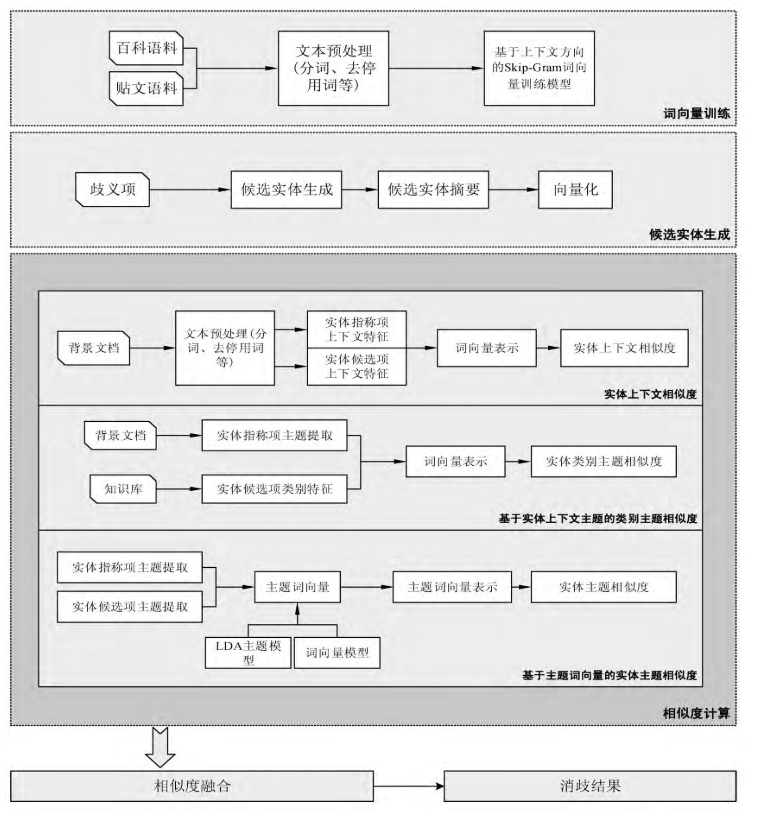 百科语料
贴文语料
文本预处理
(分词、去停
用词等)
基于上下文方向
的Skip-Gram词向
量训练模型
词向量训练
歧义项
候选实体生成
候选实体摘要
向量化
候选实体生成
背景文档
文本预处理(分
词、去停用词
等)
实体指称项
上下文特征
实体候选项
上下文特征
词向量表示
实体上下文相似度
实体上下文相似度
背景文档
实体指称项主题提取
知识库
实体候选项类别特征
词向量表示
实体类别主题相似度
基于实体上下文主题的类别主题相似度
实体指称项主题提取
实体候选项主题提取
主题词向量
主题词向量表示
实体主题相似度
LDA主题模
型
词向量模型
基于主题词向量的实体主题相似度
相似度计算
相似度融合
消歧结果